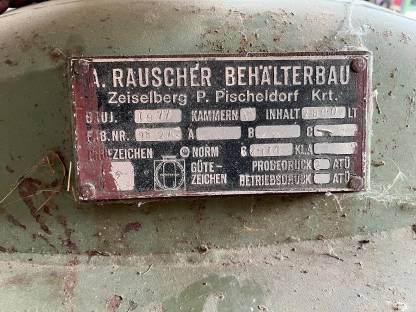 A. RAUSCHER BEHÄLTERBAU
Zeiselberg P. Pischeldorf Krt.
BAUJ. 1977 KAMMERN INHALT LT
FAB.NR. A B C
PRÜFZEICHEN NORM KLA
GÜTE- PROBEDRUCK ATÜ
ZEICHEN BETRIEBSDRUCK ATÜ